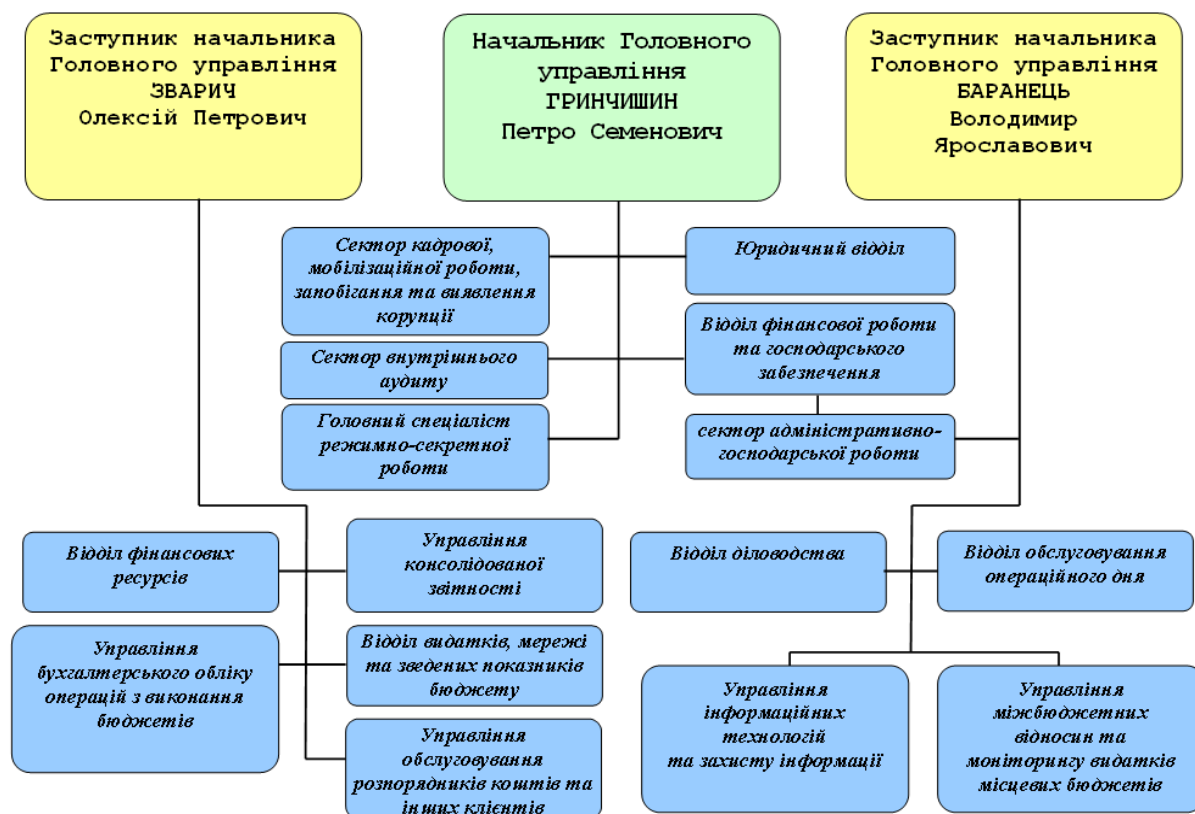 Заступник начальника
Головного управління
ЗВАРИЧ
Олексій Петрович
Начальник Головного
управління
ГРИНЧИШИН
Петро Семенович
Заступник начальника
Головного управління
БАРАНЕЦЬ
Володимир
Ярославович
Сектор кадрової,
мобілізаційної роботи,
запобігання та виявлення
корупції
Юридичний відділ
Сектор внутрішнього
аудиту
Відділ фінансової роботи
та господарського
забезпечення
Головний спеціаліст
режимно-секретної
роботи
сектор адміністративно-
господарської роботи
Відділ фінансових
ресурсів
Управління
консолідованої
звітності
Відділ діловодства
Відділ обслуговування
операційного дня
Управління
бухгалтерського обліку
операцій з виконання
бюджетів
Відділ видатків, мережі
та зведених показників
бюджету
Управління
обслуговування
розпорядників коштів та
інших клієнтів
Управління
інформаційних
технологій
та захисту інформації
Управління
міжбюджетних
відносин та
моніторингу видатків
місцевих бюджетів